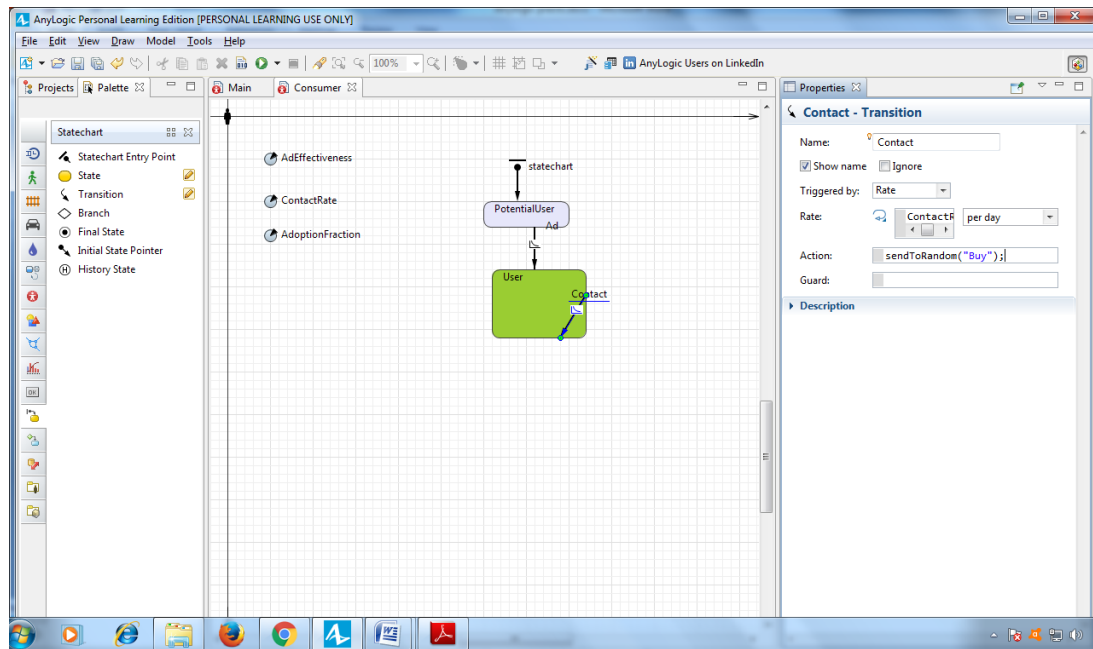 AnyLogic Personal Learning Edition [PERSONAL LEARNING USE ONLY]
File Edit View Draw Model Tools Help
100% AnyLogic Users on LinkedIn
Projects Palette Main Consumer Properties
Contact - Transition
Statechart
Statechart Entry Point
State
Transition
Branch
Final State
Initial State Pointer
H History State
AdEffectiveness
ContactRate
AdoptionFraction
statechart
PotentialUser
Ad
User
Contact
Name: Contact
Show name Ignore
Triggered by: Rate
Rate: ContactR per day
Action: sendToRandom("Buy");
Guard:
Description
OK